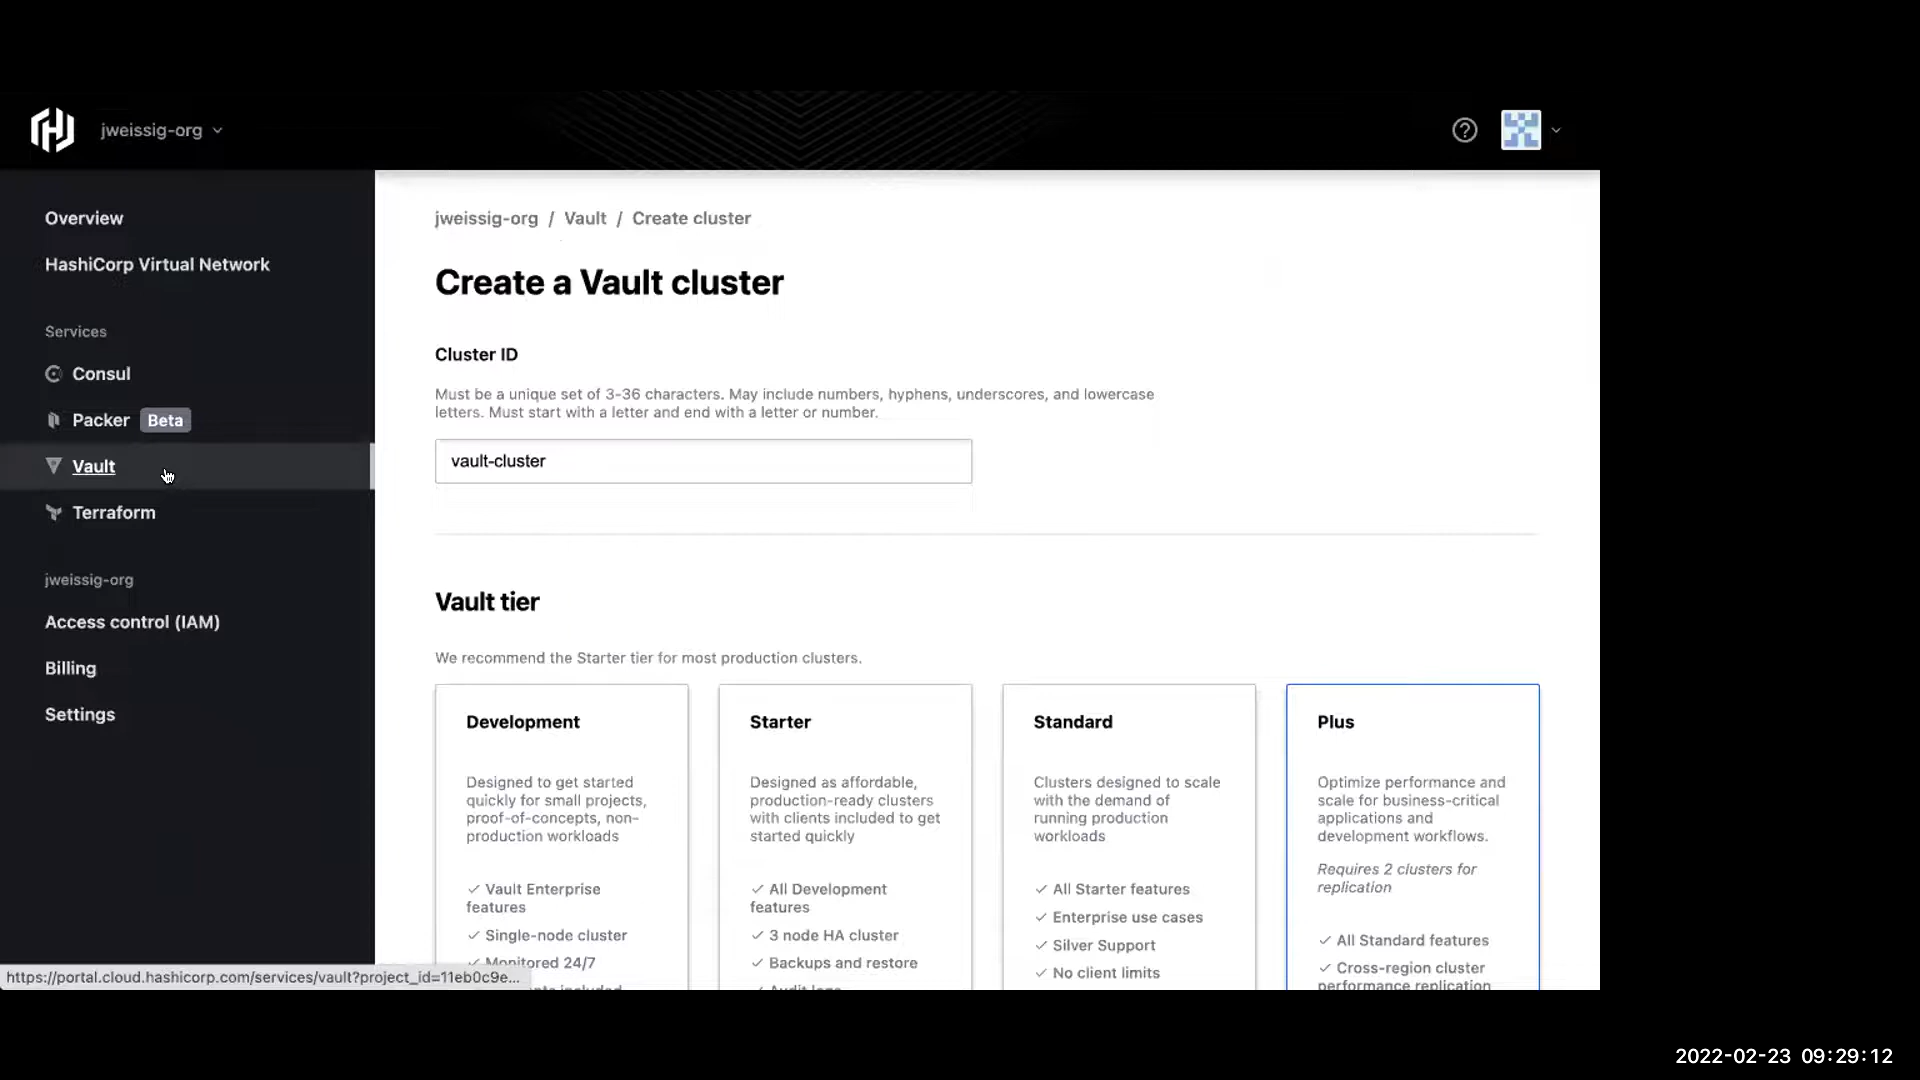 jweissig-org
Overview
HashiCorp Virtual Network
Services
Consul
Packer Beta
Vault
Terraform
jweissig-org
Access control (IAM)
Billing
Settings
jweissig-org / Vault / Create cluster
Create a Vault cluster
Cluster ID
Must be a unique set of 3-36 characters. May include numbers, hyphens, underscores, and lowercase
letters. Must start with a letter and end with a letter or number.
vault-cluster
Vault tier
We recommend the Starter tier for most production clusters.
Development
Designed to get started
quickly for small projects,
proof-of-concepts, non-
production workloads
✓ Vault Enterprise
features
✓ Single-node cluster
✓ Monitored 24/7
included
Starter
Designed as affordable,
production-ready clusters
with clients included to get
started quickly
✓ All Development
features
✓ 3 node HA cluster
✓ Backups and restore
✓ Audit logs
Standard
Clusters designed to scale
with the demand of
running production
workloads
✓ All Starter features
✓ Enterprise use cases
✓ Silver Support
✓ No client limits
Plus
Optimize performance and
scale for business-critical
applications and
development workflows.
Requires 2 clusters for
replication
✓ All Standard features
✓ Cross-region cluster
performance replication
https://portal.cloud.hashicorp.com/services/vault?project_id=11eb0c9e...
2022-02-23 09:29:12